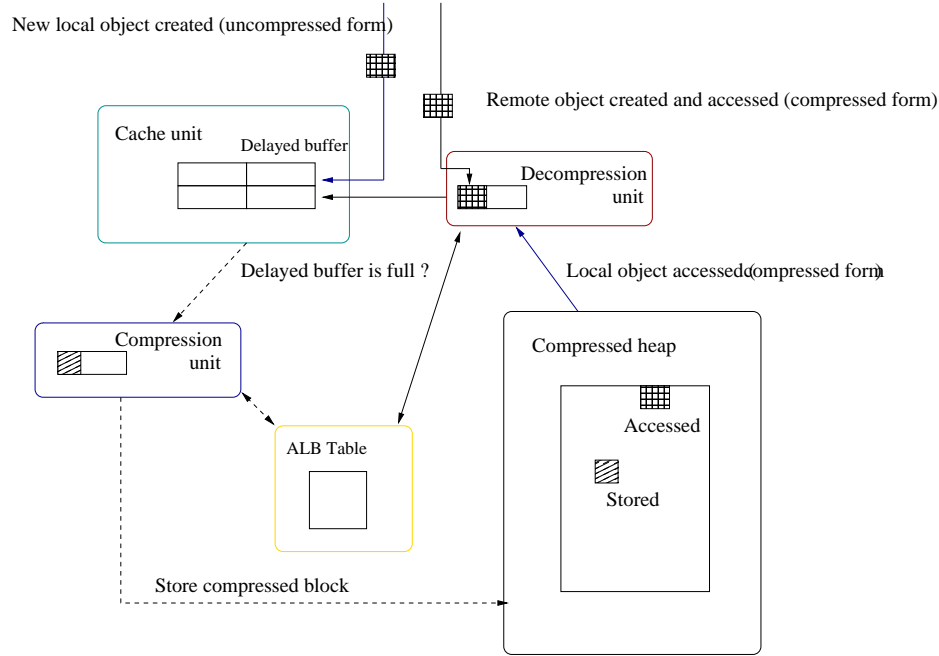 New local object created (uncompressed form)
Remote object created and accessed (compressed form)
Cache unit
Delayed buffer
Decompression
unit
Delayed buffer is full ?
Local object accessed(compressed form)
Compression
unit
Compressed heap
Accessed
ALB Table
Stored
Store compressed block